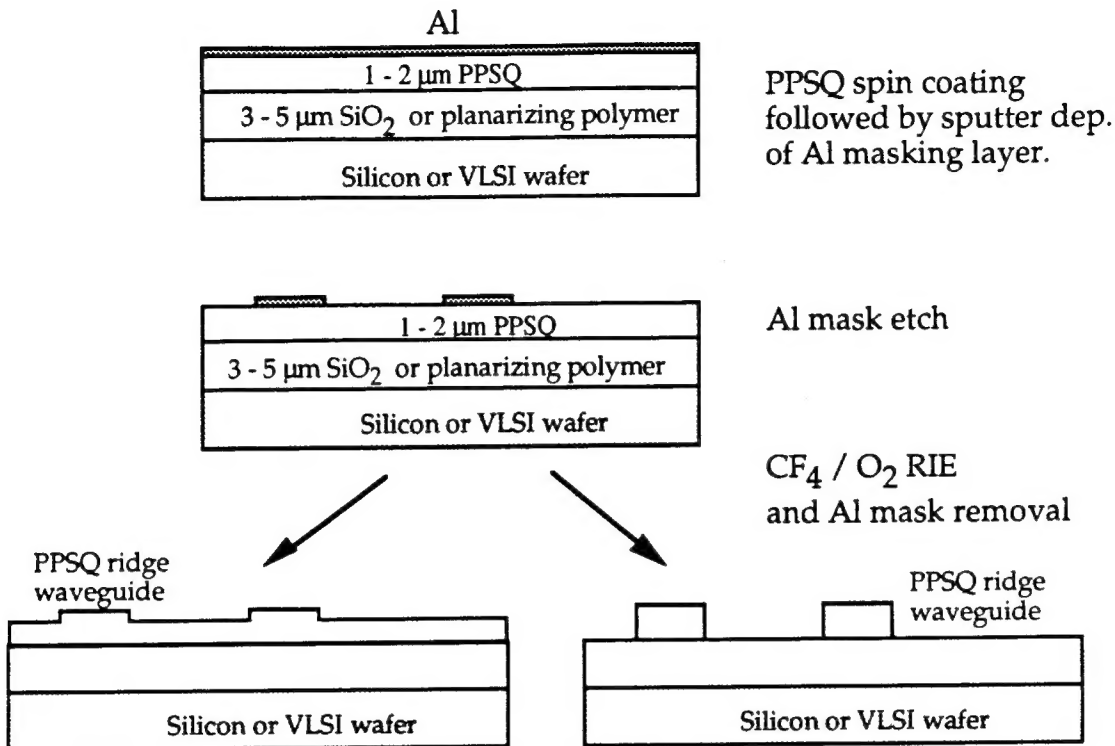 Al
1 - 2 µm PPSQ
3 - 5 µm SiO₂ or planarizing polymer
Silicon or VLSI wafer
PPSQ spin coating
followed by sputter dep.
of Al masking layer.
1 - 2 µm PPSQ
3 - 5 µm SiO₂ or planarizing polymer
Silicon or VLSI wafer
Al mask etch
CF₄ / O₂ RIE
and Al mask removal
PPSQ ridge
waveguide
Silicon or VLSI wafer
PPSQ ridge
waveguide
Silicon or VLSI wafer